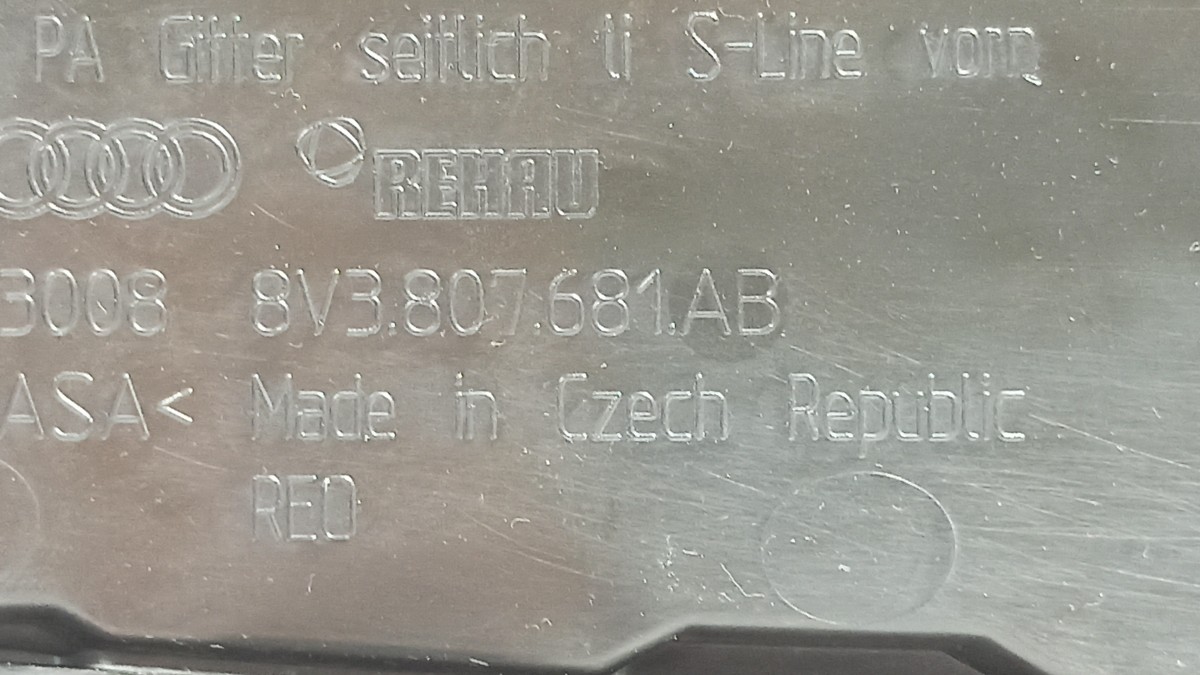 PA Gitter seitlich li S-Line vorn
REHAU
3008 8V3.807.681.AB
ASA< Made in Czech Republic
REO